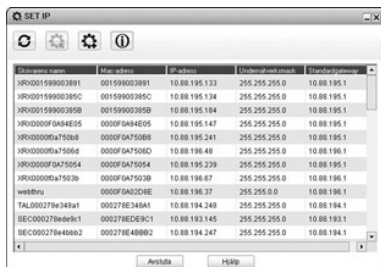 SET IP
Skrivarens namn Mac-adress IP-adress Undernätverksmask Standardgateway
XRX001599003891 001599003891 10.88.195.133 255.255.255.0 10.88.195.1
XRX00159900385C 00159900385C 10.88.195.134 255.255.255.0 10.88.195.1
XRX00159900385B 00159900385B 10.88.195.184 255.255.255.0 10.88.195.1
XRX0000F0A94E05 0000F0A94E05 10.88.195.147 255.255.255.0 10.88.195.1
XRX0000f0a750b8 0000F0A750B8 10.88.195.241 255.255.255.0 10.88.195.1
XRX0000f0a7506d 0000F0A7506D 10.88.196.48 255.255.255.0 10.88.196.1
XRX0000F0A75054 0000F0A75054 10.88.195.239 255.255.255.0 10.88.195.1
XRX0000f0a7503b 0000F0A7503B 10.88.196.67 255.255.255.0 10.88.196.1
webthru 0000F0A02D8E 10.88.196.37 255.255.0.0 10.88.196.1
TAL000278e348a1 000278E348A1 10.88.194.248 255.255.255.0 10.88.194.1
SEC000278ede9c1 000278EDE9C1 10.88.193.145 255.255.255.0 10.88.193.1
SEC000278e4bbb2 000278E4BBB2 10.88.194.247 255.255.255.0 10.88.194.1
Avsluta Hjälp